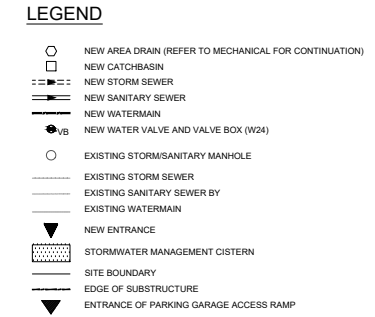 LEGEND
NEW AREA DRAIN (REFER TO MECHANICAL FOR CONTINUATION)
NEW CATCHBASIN
NEW STORM SEWER
NEW SANITARY SEWER
NEW WATERMAIN
VB NEW WATER VALVE AND VALVE BOX (W24)
EXISTING STORM/SANITARY MANHOLE
EXISTING STORM SEWER
EXISTING SANITARY SEWER BY
EXISTING WATERMAIN
NEW ENTRANCE
STORMWATER MANAGEMENT CISTERN
SITE BOUNDARY
EDGE OF SUBSTRUCTURE
ENTRANCE OF PARKING GARAGE ACCESS RAMP